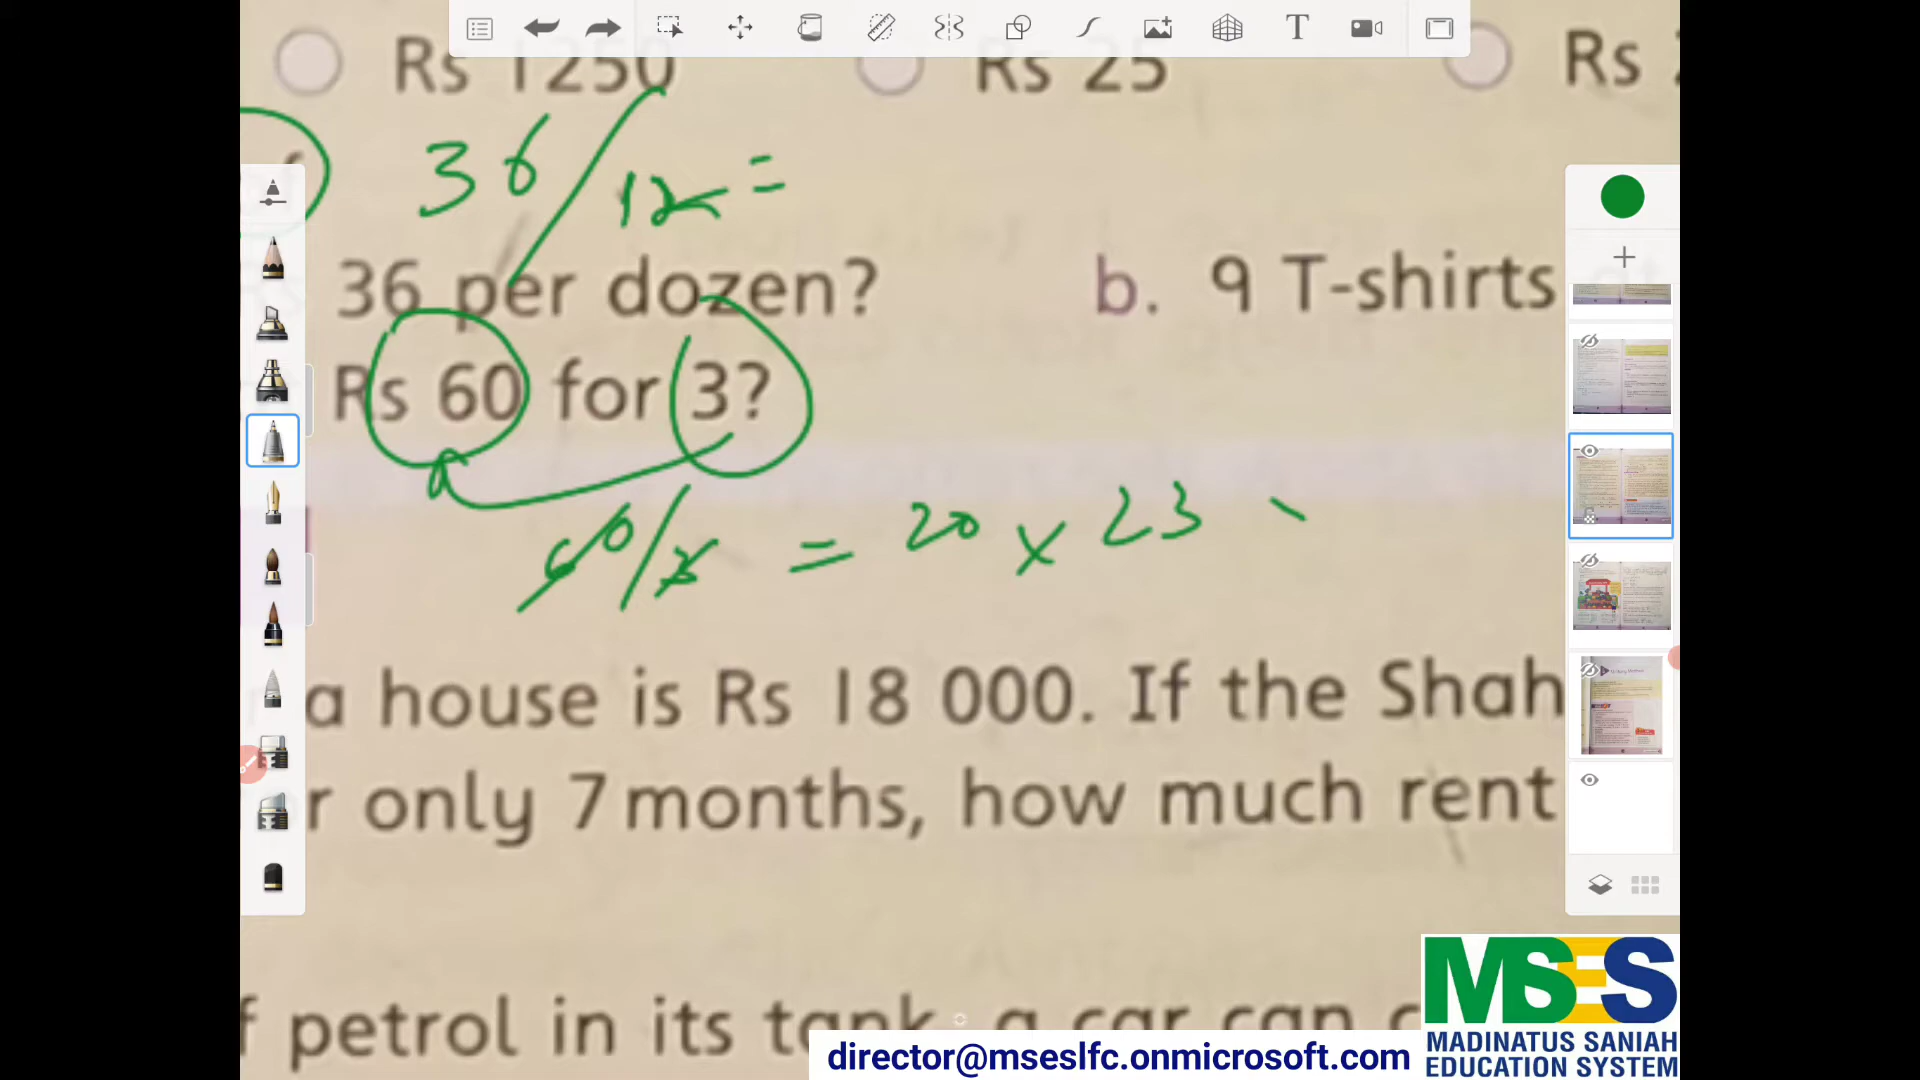 Rs 1250 Rs 25 Rs
36/12 =
36 per dozen? b. 9 T-shirts
Rs 60 for 3?
60/3 = 20 x 23
a house is Rs 18 000. If the Shah
r only 7 months, how much rent
f petrol in its tank, a car can c
T
MSES
MADINATUS SANIAH
EDUCATION SYSTEM
director@mseslfc.onmicrosoft.com